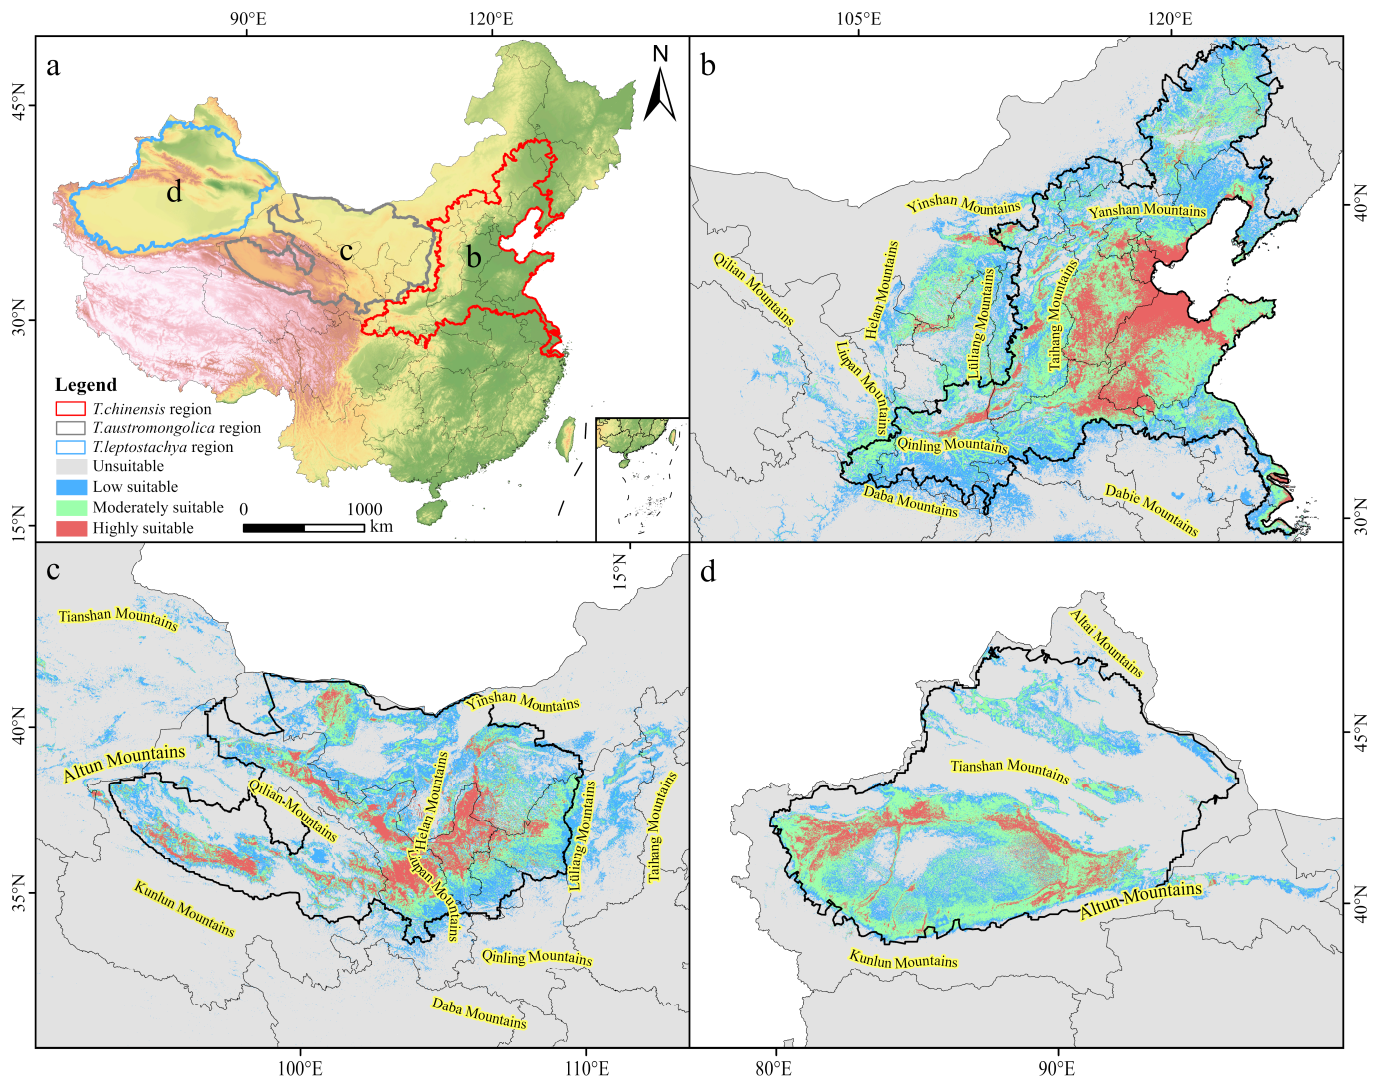 90°E
120°E
105°E
120°E
45°N
30°N
15°N
a
N
d
c
b
Legend
T.chinensis region
T.austromongolica region
T.leptostachya region
Unsuitable
Low suitable
Moderately suitable
Highly suitable
0
1000
km
b
Yinshan Mountains
Yanshan Mountains
Qilian Mountains
Helan Mountains
Lüliang Mountains
Taihang Mountains
Liupan Mountains
Qinling Mountains
Daba Mountains
Dabie Mountains
40°N
30°N
c
15°N
Tianshan Mountains
Yinshan Mountains
Altun Mountains
Qilian-Mountains
Helan Mountains
Liupan Mountains
Lüliang Mountains
Taihang Mountains
Kunlun Mountains
Qinling Mountains
Daba Mountains
40°N
35°N
100°E
110°E
d
Altai Mountains
Tianshan Mountains
Altun-Mountains
Kunlun Mountains
45°N
40°N
80°E
90°E